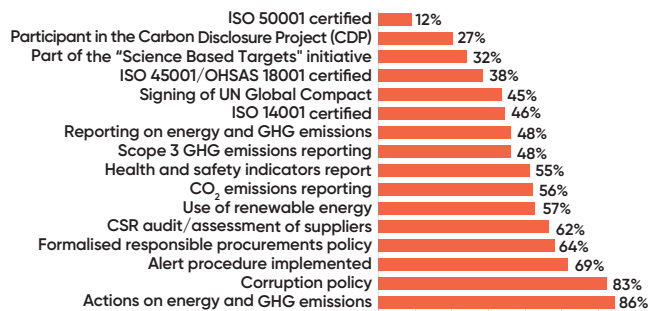 ISO 50001 certified 12%
Participant in the Carbon Disclosure Project (CDP) 27%
Part of the “Science Based Targets" initiative 32%
ISO 45001/OHSAS 18001 certified 38%
Signing of UN Global Compact 45%
ISO 14001 certified 46%
Reporting on energy and GHG emissions 48%
Scope 3 GHG emissions reporting 48%
Health and safety indicators report 55%
CO₂ emissions reporting 56%
Use of renewable energy 57%
CSR audit/assessment of suppliers 62%
Formalised responsible procurements policy 64%
Alert procedure implemented 69%
Corruption policy 83%
Actions on energy and GHG emissions 86%